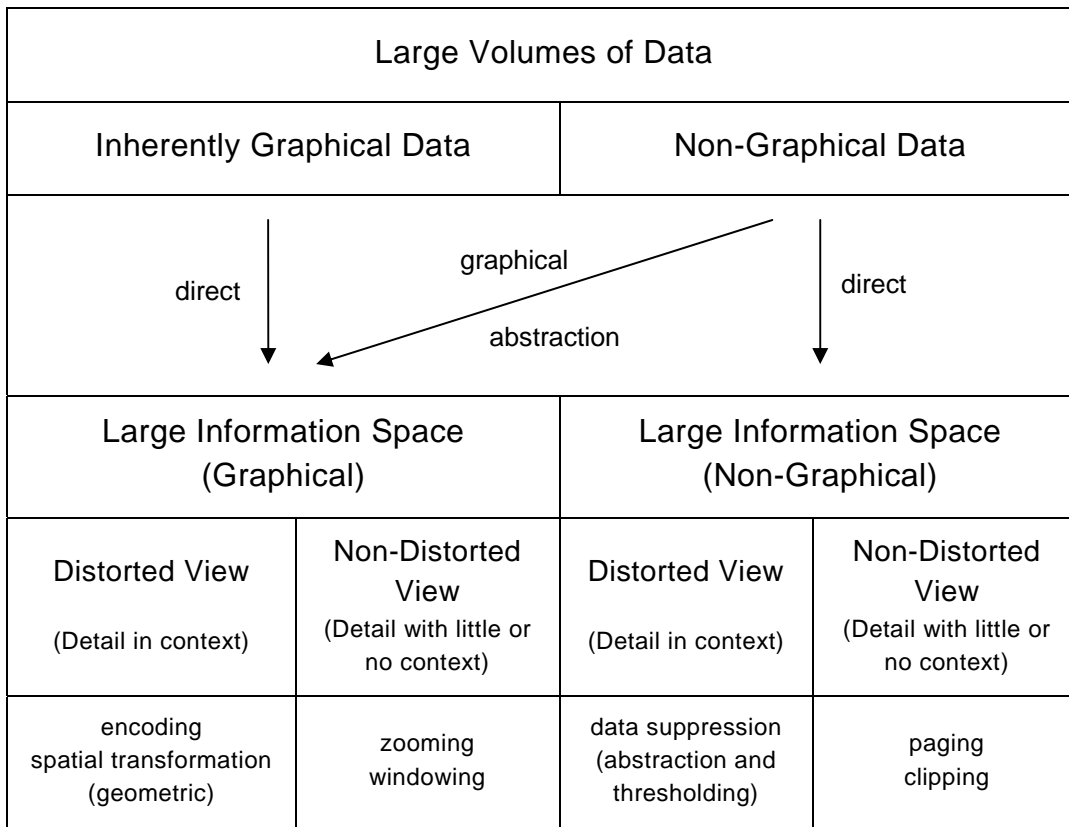 Large Volumes of Data
Inherently Graphical Data
Non-Graphical Data
direct
graphical
abstraction
direct
Large Information Space
(Graphical)
Large Information Space
(Non-Graphical)
Distorted View
(Detail in context)
Non-Distorted
View
(Detail with little or
no context)
Distorted View
(Detail in context)
Non-Distorted
View
(Detail with little or
no context)
encoding
spatial transformation
(geometric)
zooming
windowing
data suppression
(abstraction and
thresholding)
paging
clipping